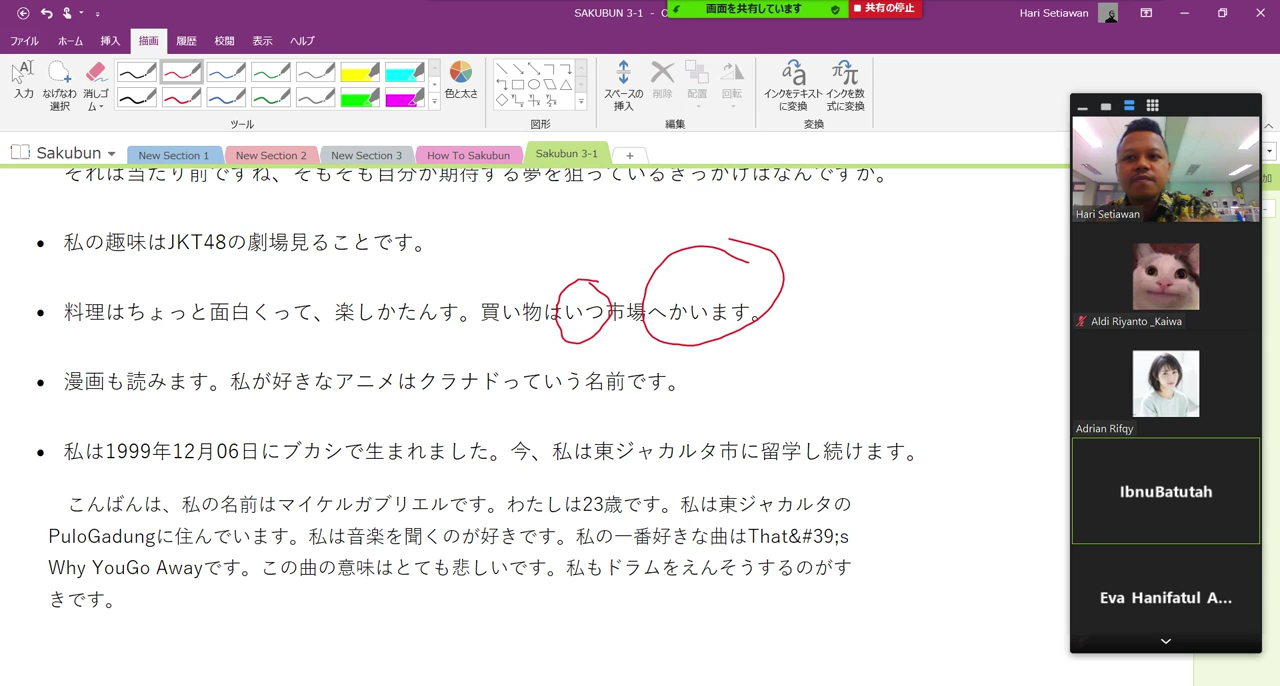 SAKUBUN 3-1 - O
画面を共有しています
共有の停止
Hari Setiawan
ファイル ホーム 挿入 描画 履歴 校閲 表示 ヘルプ
入力 なげなわ選択 消しゴム 色と太さ スペースの挿入 削除 配置 回転 インクをテキストに変換 インクを数式に変換
ツール 図形 編集 変換
Sakubun New Section 1 New Section 2 New Section 3 How To Sakubun Sakubun 3-1 +
それは当たり前ですね、そもそも自分が期待する夢を狙っているきっかけはなんですか。
• 私の趣味はJKT48の劇場見ることです。
• 料理はちょっと面白くって、楽しかたんす。買い物はいつ市場へかいます。
• 漫画も読みます。私が好きなアニメはクラナドっていう名前です。
• 私は1999年12月06日にブカシで生まれました。今、私は東ジャカルタ市に留学し続けます。
こんばんは、私の名前はマイケルガブリエルです。わたしは23歳です。私は東ジャカルタの
PuloGadungに住んでいます。私は音楽を聞くのが好きです。私の一番好きな曲はThat&#39;s
Why YouGo Awayです。この曲の意味はとても悲しいです。私もドラムをえんそうするのがす
きです。
Hari Setiawan
Aldi Riyanto _Kaiwa
Adrian Rifqy
IbnuBatutah
Eva Hanifatul A...
加